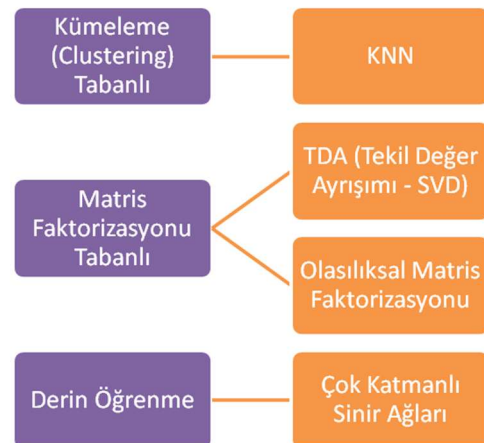 Kümeleme
(Clustering)
Tabanlı
KNN
Matris
Faktorizasyonu
Tabanlı
TDA (Tekil Değer
Ayrışımı - SVD)
Olasılıksal Matris
Faktorizasyonu
Derin Öğrenme
Çok Katmanlı
Sinir Ağları